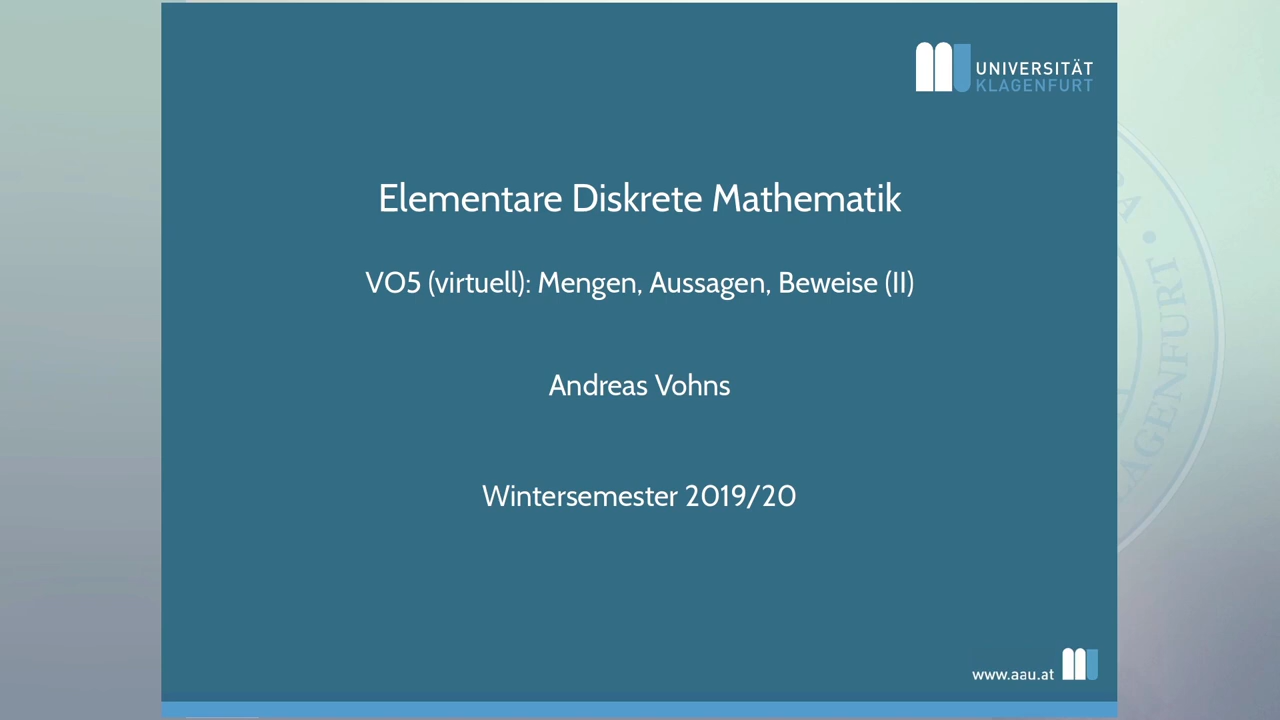 UNIVERSITÄT
KLAGENFURT
Elementare Diskrete Mathematik
VO5 (virtuell): Mengen, Aussagen, Beweise (II)
Andreas Vohns
Wintersemester 2019/20
www.aau.at
LAGENFURT • A